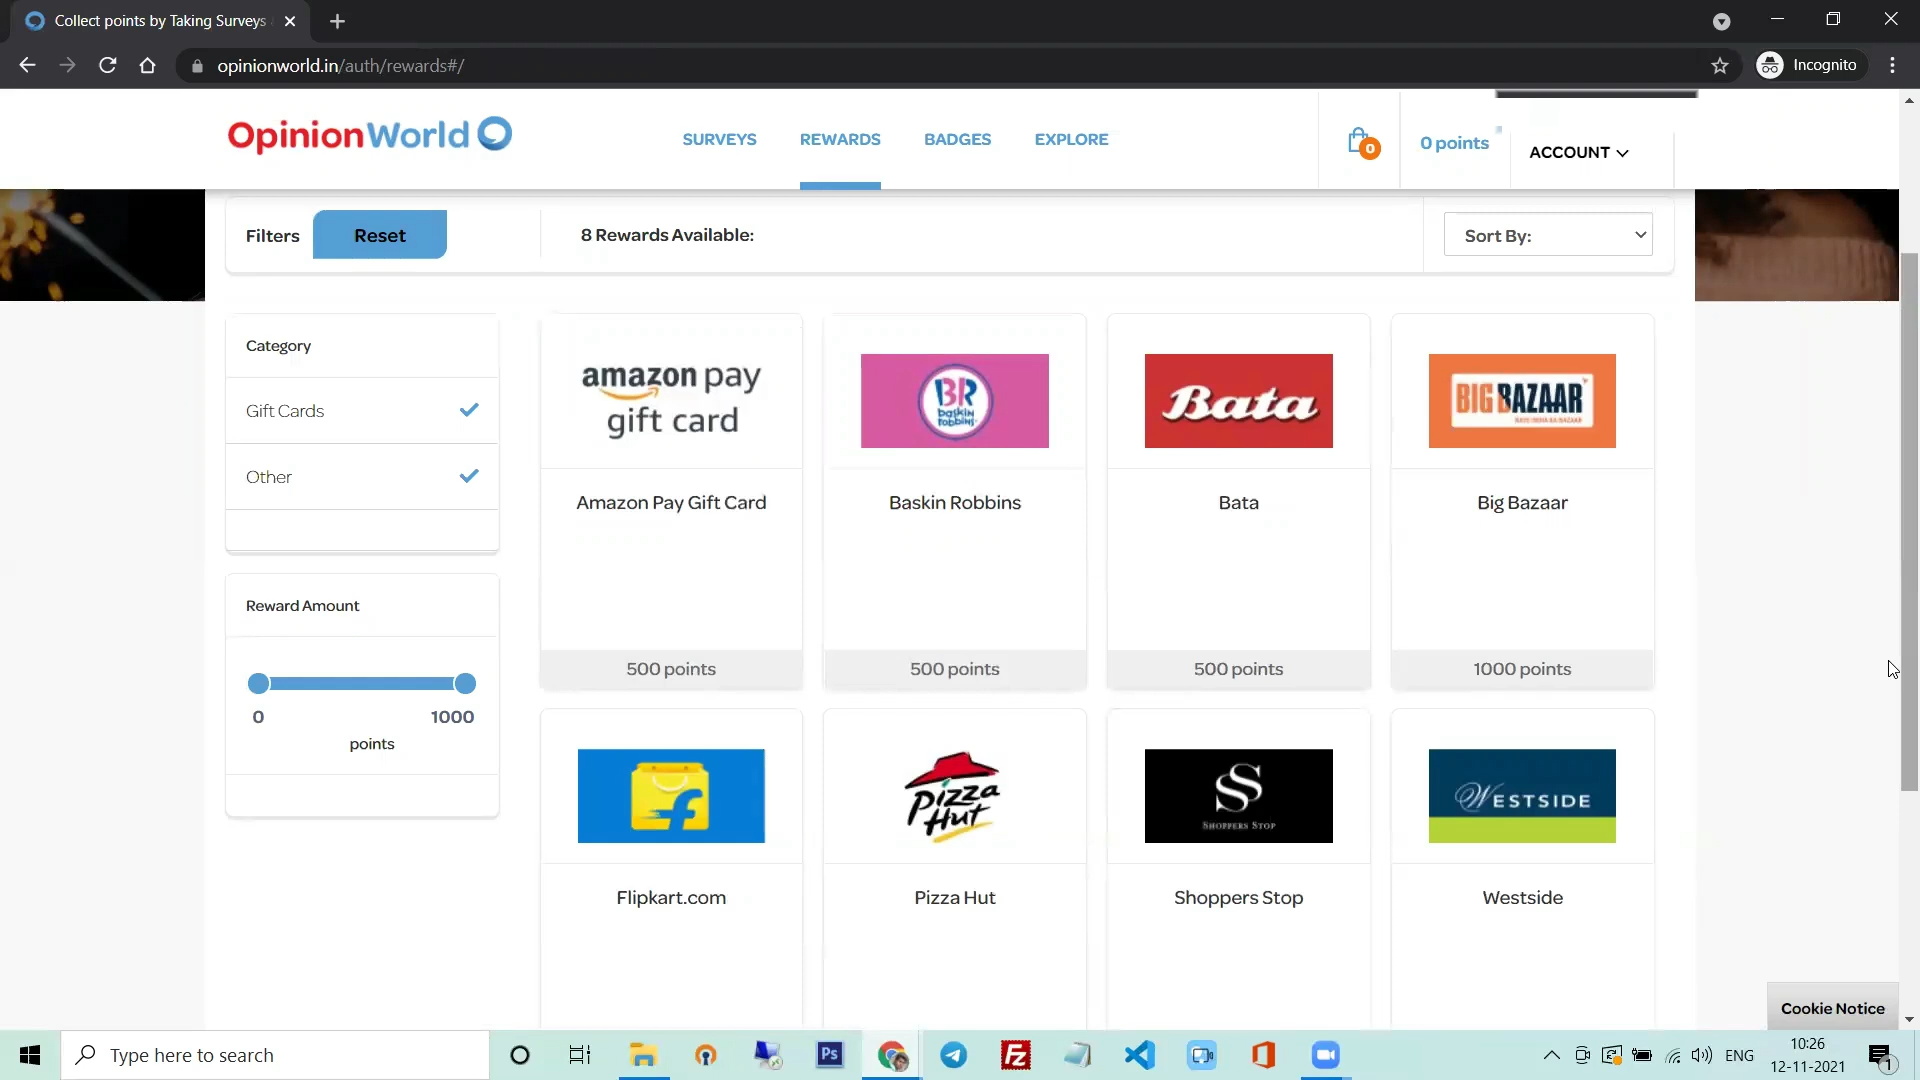 Collect points by Taking Surveys
opinionworld.in/auth/rewards#/
Incognito
OpinionWorld
SURVEYS
REWARDS
BADGES
EXPLORE
0
0 points
ACCOUNT
Filters
Reset
8 Rewards Available:
Sort By:
Category
Gift Cards
Other
Reward Amount
0
1000
points
amazon pay
gift card
Amazon Pay Gift Card
500 points
BR
baskin
robbins
Baskin Robbins
500 points
Bata
Bata
500 points
BIG BAZAAR
Big Bazaar
1000 points
Flipkart.com
Pizza
Hut
Pizza Hut
SHOPPERS STOP
Shoppers Stop
WESTSIDE
Westside
Cookie Notice
Type here to search
Ps
Fz
ENG
10:26
12-11-2021
1